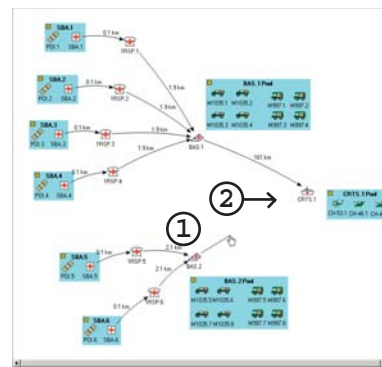 SBA.1
0.1 km
POI.1 SBA.1
1RSP.1
SBA.2
0.1 km
POI.2 SBA.2
1RSP.2
1.9 km
1.9 km
BAS.1 Pool
M1035.1 M1035.2 M997.1 M997.2
M1035.3 M1035.4 M997.3 M997.4
SBA.3
0.1 km
1.9 km
POI.3 SBA.3
1RSP.3
BAS.1
1.9 km
163 km
SBA.4
0.1 km
POI.4 SBA.4
1RSP.4
2
CRTS.1
CRTS.1 Pool
CH-53.1 CH-46.1
1
SBA.5
0.1 km
2.1 km
POI.5 SBA.5
1RSP.5
BAS.2
2.1 km
BAS.2 Pool
M1035.5 M1035.6 M997.5 M997.6
M1035.7 M1035.8 M997.7 M997.8
0.1 km
1RSP.6
SBA.6
POI.6 SBA.6